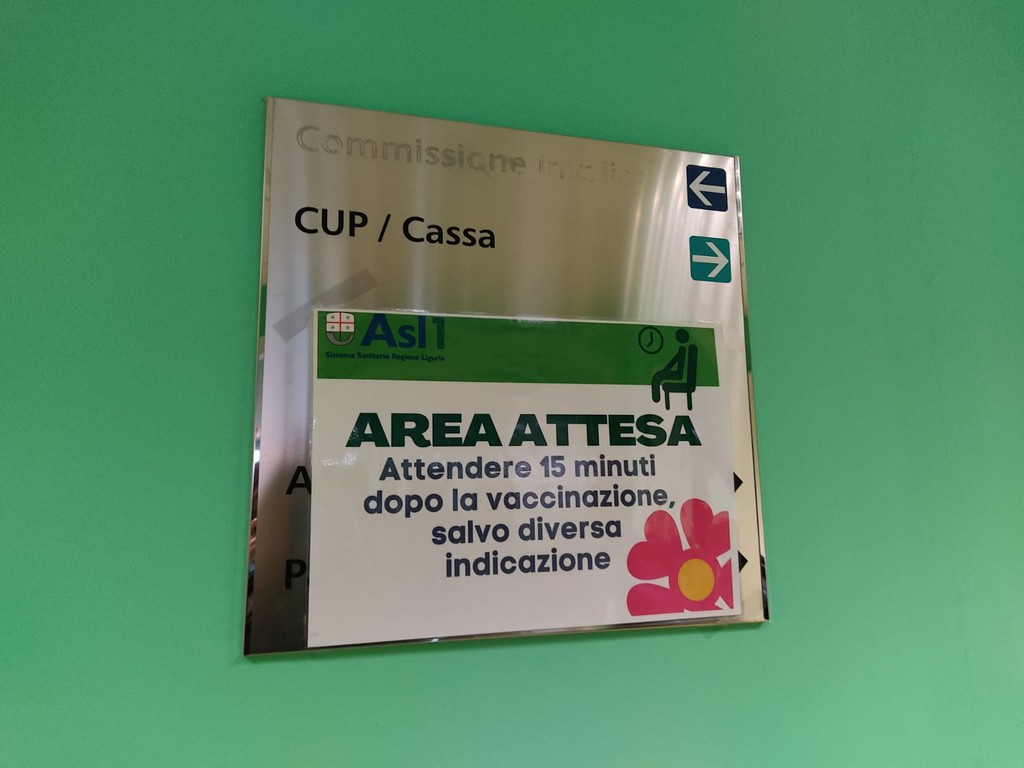 Commissione
CUP / Cassa
Asl1
Sistema Sanitario Regione Liguria
AREA ATTESA
Attendere 15 minuti
dopo la vaccinazione,
salvo diversa
indicazione